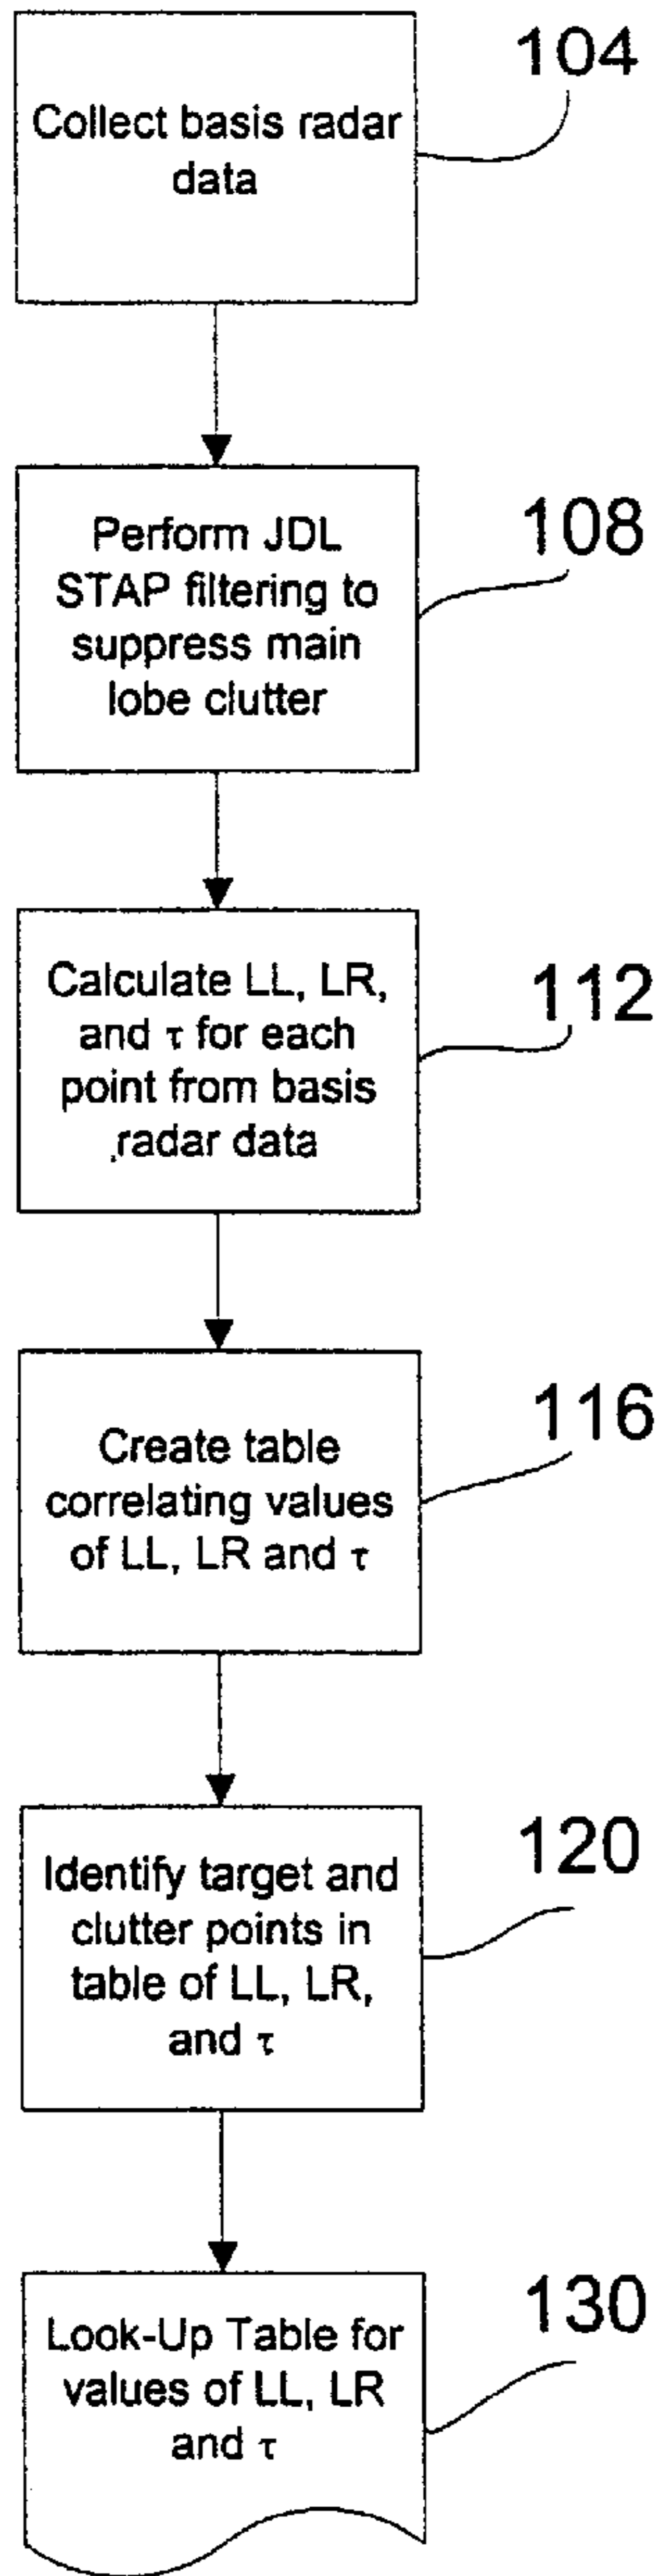 104
Collect basis radar
data
108
Perform JDL
STAP filtering to
suppress main
lobe clutter
112
Calculate LL, LR,
and τ for each
point from basis
radar data
116
Create table
correlating values
of LL, LR and τ
120
Identify target and
clutter points in
table of LL, LR,
and τ
130
Look-Up Table for
values of LL, LR
and τ